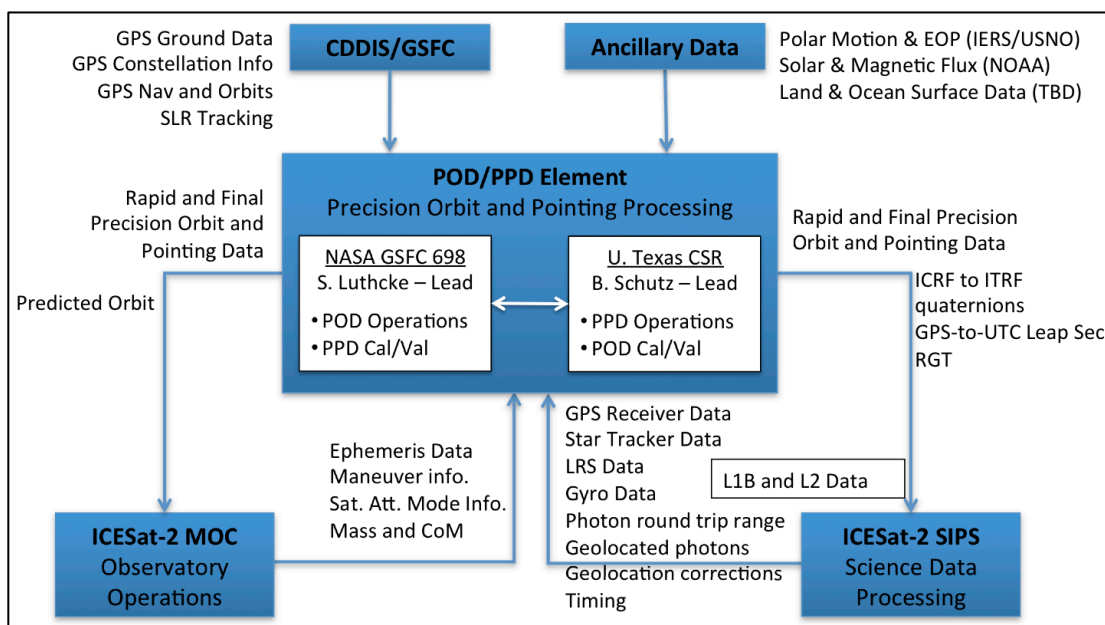 GPS Ground Data
GPS Constellation Info
GPS Nav and Orbits
SLR Tracking
CDDIS/GSFC
Ancillary Data
Polar Motion & EOP (IERS/USNO)
Solar & Magnetic Flux (NOAA)
Land & Ocean Surface Data (TBD)
POD/PPD Element
Precision Orbit and Pointing Processing
NASA GSFC 698
S. Luthcke – Lead
• POD Operations
• PPD Cal/Val
U. Texas CSR
B. Schutz – Lead
• PPD Operations
• POD Cal/Val
Rapid and Final
Precision Orbit and
Pointing Data
Predicted Orbit
Rapid and Final Precision
Orbit and Pointing Data
ICRF to ITRF
quaternions
GPS-to-UTC Leap Sec
RGT
Ephemeris Data
Maneuver info.
Sat. Att. Mode Info.
Mass and CoM
GPS Receiver Data
Star Tracker Data
LRS Data
Gyro Data
Photon round trip range
Geolocated photons
Geolocation corrections
Timing
L1B and L2 Data
ICESat-2 MOC
Observatory
Operations
ICESat-2 SIPS
Science Data
Processing